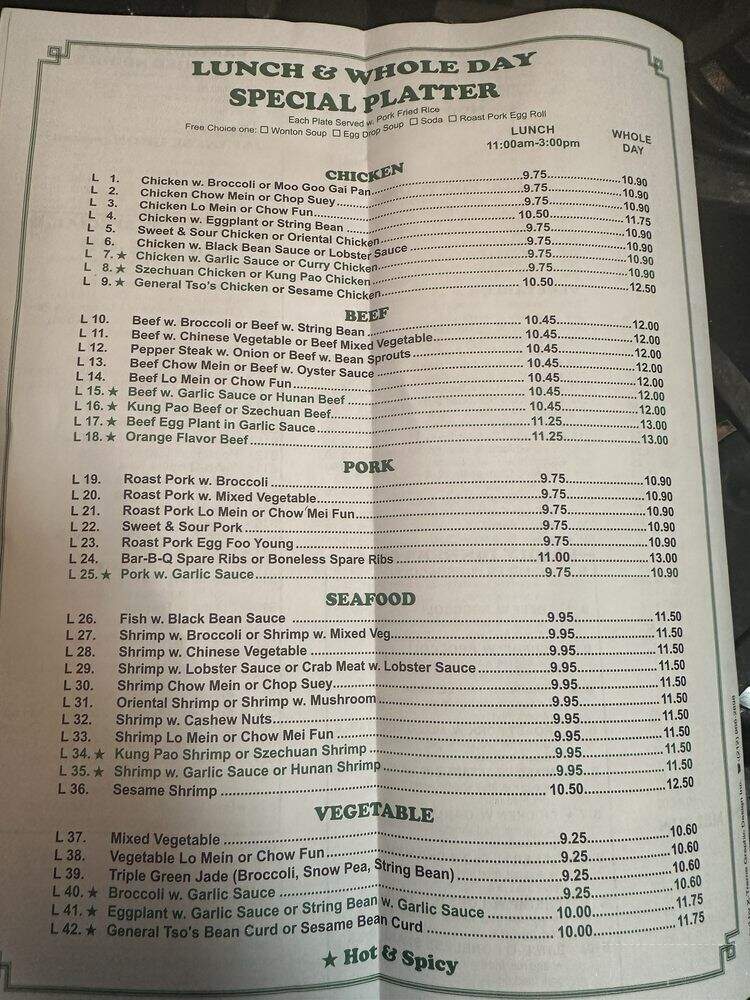 LUNCH & WHOLE DAY
SPECIAL PLATTER
Each Plate Served w. Pork Fried Rice
Free Choice one: ☐ Wonton Soup ☐ Egg Drop Soup ☐ Soda ☐ Roast Pork Egg Roll
LUNCH WHOLE
11:00am-3:00pm DAY
CHICKEN
L 1. Chicken w. Broccoli or Moo Goo Gai Pan 9.75 10.90
L 2. Chicken Chow Mein or Chop Suey 9.75 10.90
L 3. Chicken Lo Mein or Chow Fun 9.75 10.90
L 4. Chicken w. Eggplant or String Bean 10.50 11.75
L 5. Sweet & Sour Chicken or Oriental Chicken 9.75 10.90
L 6. Chicken w. Black Bean Sauce or Lobster Sauce 9.75 10.90
L 7. ★ Chicken w. Garlic Sauce or Curry Chicken 9.75 10.90
L 8. ★ Szechuan Chicken or Kung Pao Chicken 9.75 10.90
L 9. ★ General Tso's Chicken or Sesame Chicken 10.50 12.50
BEEF
L 10. Beef w. Broccoli or Beef w. String Bean 10.45 12.00
L 11. Beef w. Chinese Vegetable or Beef Mixed Vegetable 10.45 12.00
L 12. Pepper Steak w. Onion or Beef w. Bean Sprouts 10.45 12.00
L 13. Beef Chow Mein or Beef w. Oyster Sauce 10.45 12.00
L 14. Beef Lo Mein or Chow Fun 10.45 12.00
L 15. ★ Beef w. Garlic Sauce or Hunan Beef 10.45 12.00
L 16. ★ Kung Pao Beef or Szechuan Beef 10.45 12.00
L 17. ★ Beef Egg Plant in Garlic Sauce 11.25 13.00
L 18. ★ Orange Flavor Beef 11.25 13.00
PORK
L 19. Roast Pork w. Broccoli 9.75 10.90
L 20. Roast Pork w. Mixed Vegetable 9.75 10.90
L 21. Roast Pork Lo Mein or Chow Mei Fun 9.75 10.90
L 22. Sweet & Sour Pork 9.75 10.90
L 23. Roast Pork Egg Foo Young 9.75 10.90
L 24. Bar-B-Q Spare Ribs or Boneless Spare Ribs 11.00 13.00
L 25. ★ Pork w. Garlic Sauce 9.75 10.90
SEAFOOD
L 26. Fish w. Black Bean Sauce 9.95 11.50
L 27. Shrimp w. Broccoli or Shrimp w. Mixed Veg 9.95 11.50
L 28. Shrimp w. Chinese Vegetable 9.95 11.50
L 29. Shrimp w. Lobster Sauce or Crab Meat w. Lobster Sauce 9.95 11.50
L 30. Shrimp Chow Mein or Chop Suey 9.95 11.50
L 31. Oriental Shrimp or Shrimp w. Mushroom 9.95 11.50
L 32. Shrimp w. Cashew Nuts 9.95 11.50
L 33. Shrimp Lo Mein or Chow Mei Fun 9.95 11.50
L 34. ★ Kung Pao Shrimp or Szechuan Shrimp 9.95 11.50
L 35. ★ Shrimp w. Garlic Sauce or Hunan Shrimp 9.95 11.50
L 36. Sesame Shrimp 10.50 12.50
VEGETABLE
L 37. Mixed Vegetable 9.25 10.60
L 38. Vegetable Lo Mein or Chow Fun 9.25 10.60
L 39. Triple Green Jade (Broccoli, Snow Pea, String Bean) 9.25 10.60
L 40. ★ Broccoli w. Garlic Sauce 9.25 10.60
L 41. ★ Eggplant w. Garlic Sauce or String Bean w. Garlic Sauce 10.00 11.75
L 42. ★ General Tso's Bean Curd or Sesame Bean Curd 10.00 11.75
★ Hot & Spicy